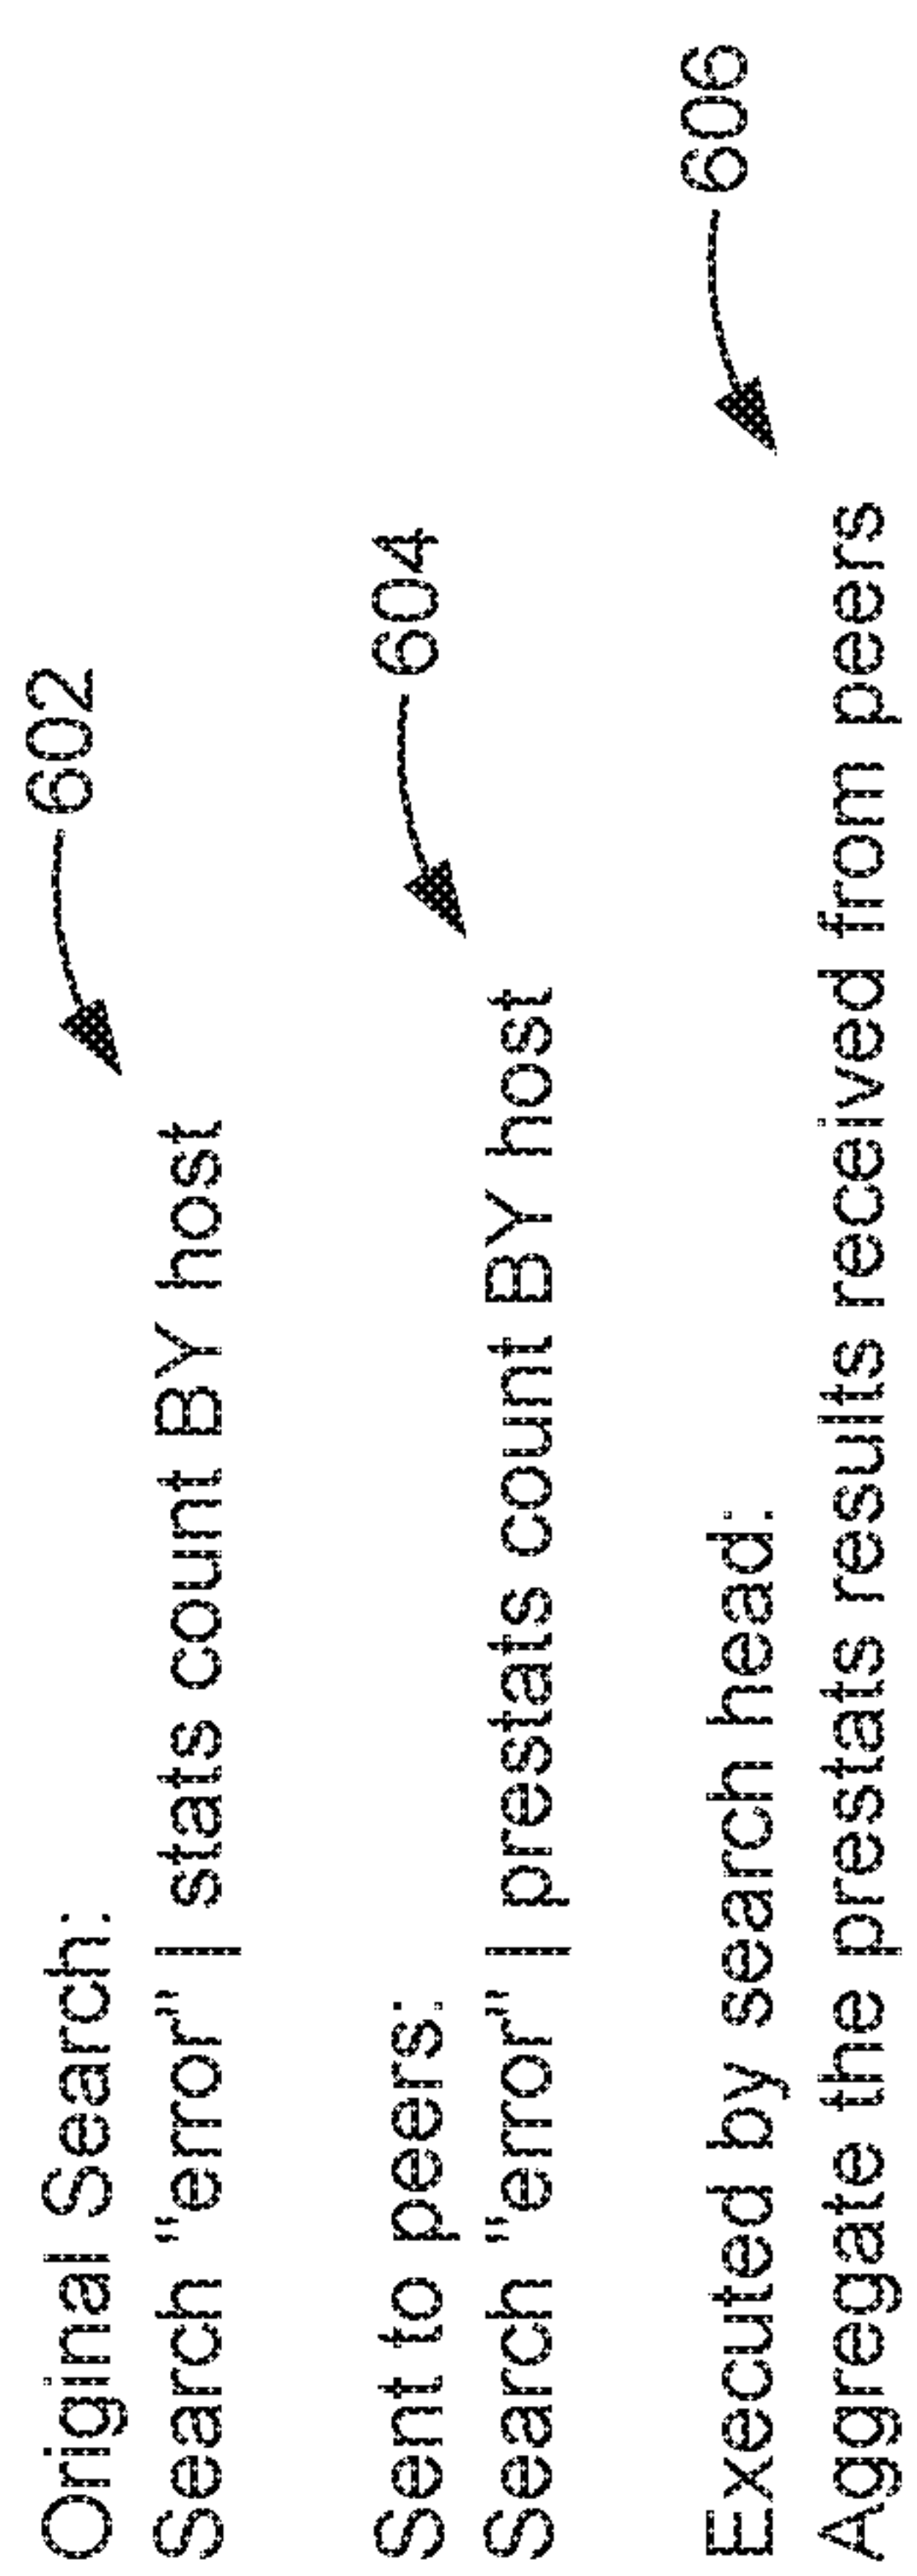 Original Search: 602
Search "error" | stats count BY host
Sent to peers: 604
Search "error" | prestats count BY host
Executed by search head: 606
Aggregate the prestats results received from peers